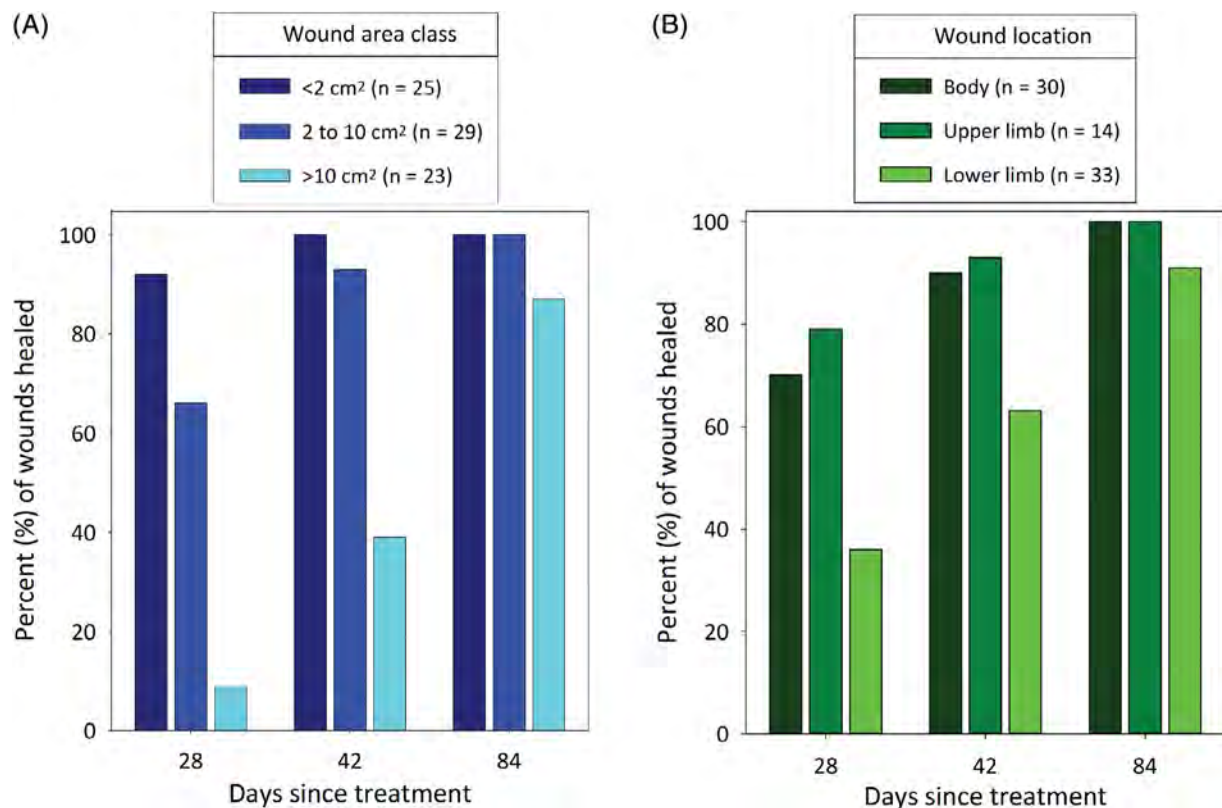 (A)
Wound area class
<2 cm² (n = 25)
2 to 10 cm² (n = 29)
>10 cm² (n = 23)
Percent (%) of wounds healed
100
80
60
40
20
0
28 42 84
Days since treatment
(B)
Wound location
Body (n = 30)
Upper limb (n = 14)
Lower limb (n = 33)
Percent (%) of wounds healed
100
80
60
40
20
0
28 42 84
Days since treatment